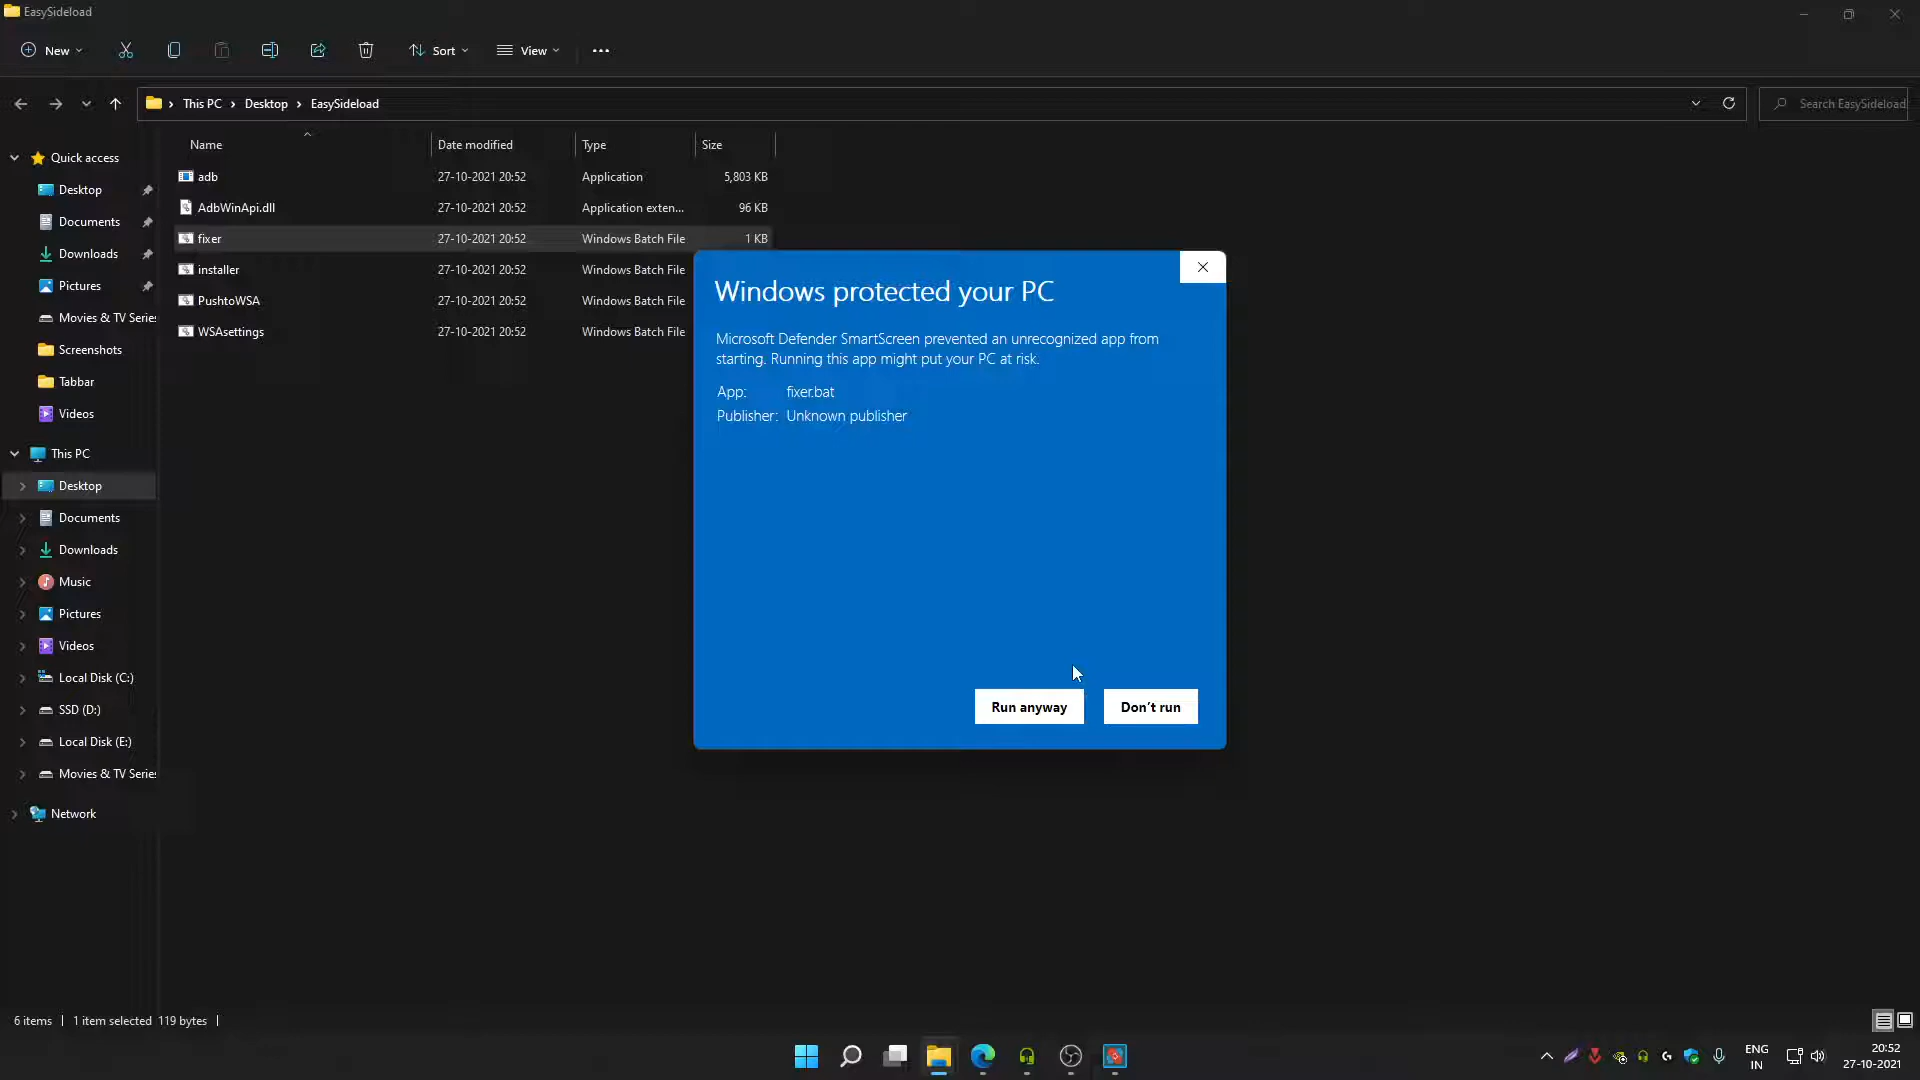 EasySideload
New
Sort
View
This PC
Desktop
EasySideload
Search EasySideload
Name
Date modified
Type
Size
Quick access
Desktop
Documents
Downloads
Pictures
Movies & TV Series
Screenshots
Tabbar
Videos
This PC
Desktop
Documents
Downloads
Music
Pictures
Videos
Local Disk (C:)
SSD (D:)
Local Disk (E:)
Movies & TV Series
Network
adb 27-10-2021 20:52 Application 5,803 KB
AdbWinApi.dll 27-10-2021 20:52 Application exten... 96 KB
fixer 27-10-2021 20:52 Windows Batch File 1 KB
installer 27-10-2021 20:52 Windows Batch File
PushtoWSA 27-10-2021 20:52 Windows Batch File
WSAsettings 27-10-2021 20:52 Windows Batch File
Windows protected your PC
Microsoft Defender SmartScreen prevented an unrecognized app from
starting. Running this app might put your PC at risk.
App: fixer.bat
Publisher: Unknown publisher
Run anyway
Don't run
6 items
1 item selected 119 bytes
ENG
IN
20:52
27-10-2021